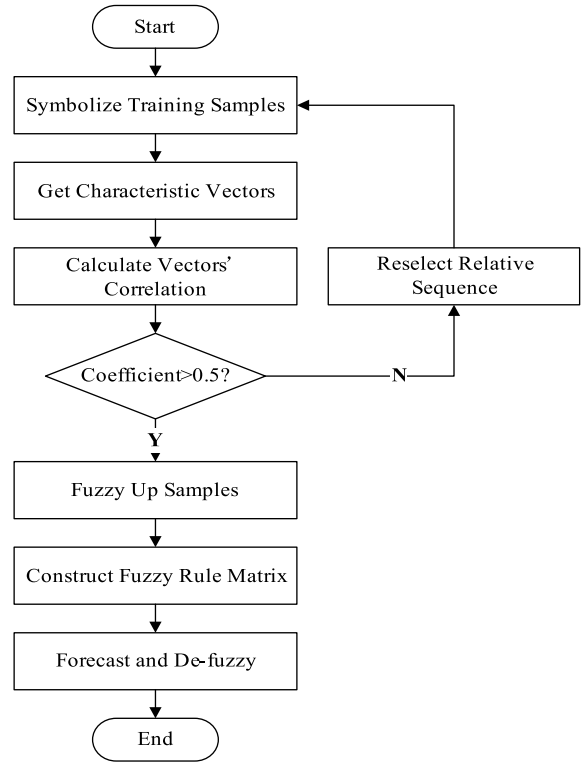 Start
Symbolize Training Samples
Get Characteristic Vectors
Calculate Vectors’
Correlation
Reselect Relative
Sequence
Coefficient>0.5?
N
Y
Fuzzy Up Samples
Construct Fuzzy Rule Matrix
Forecast and De-fuzzy
End